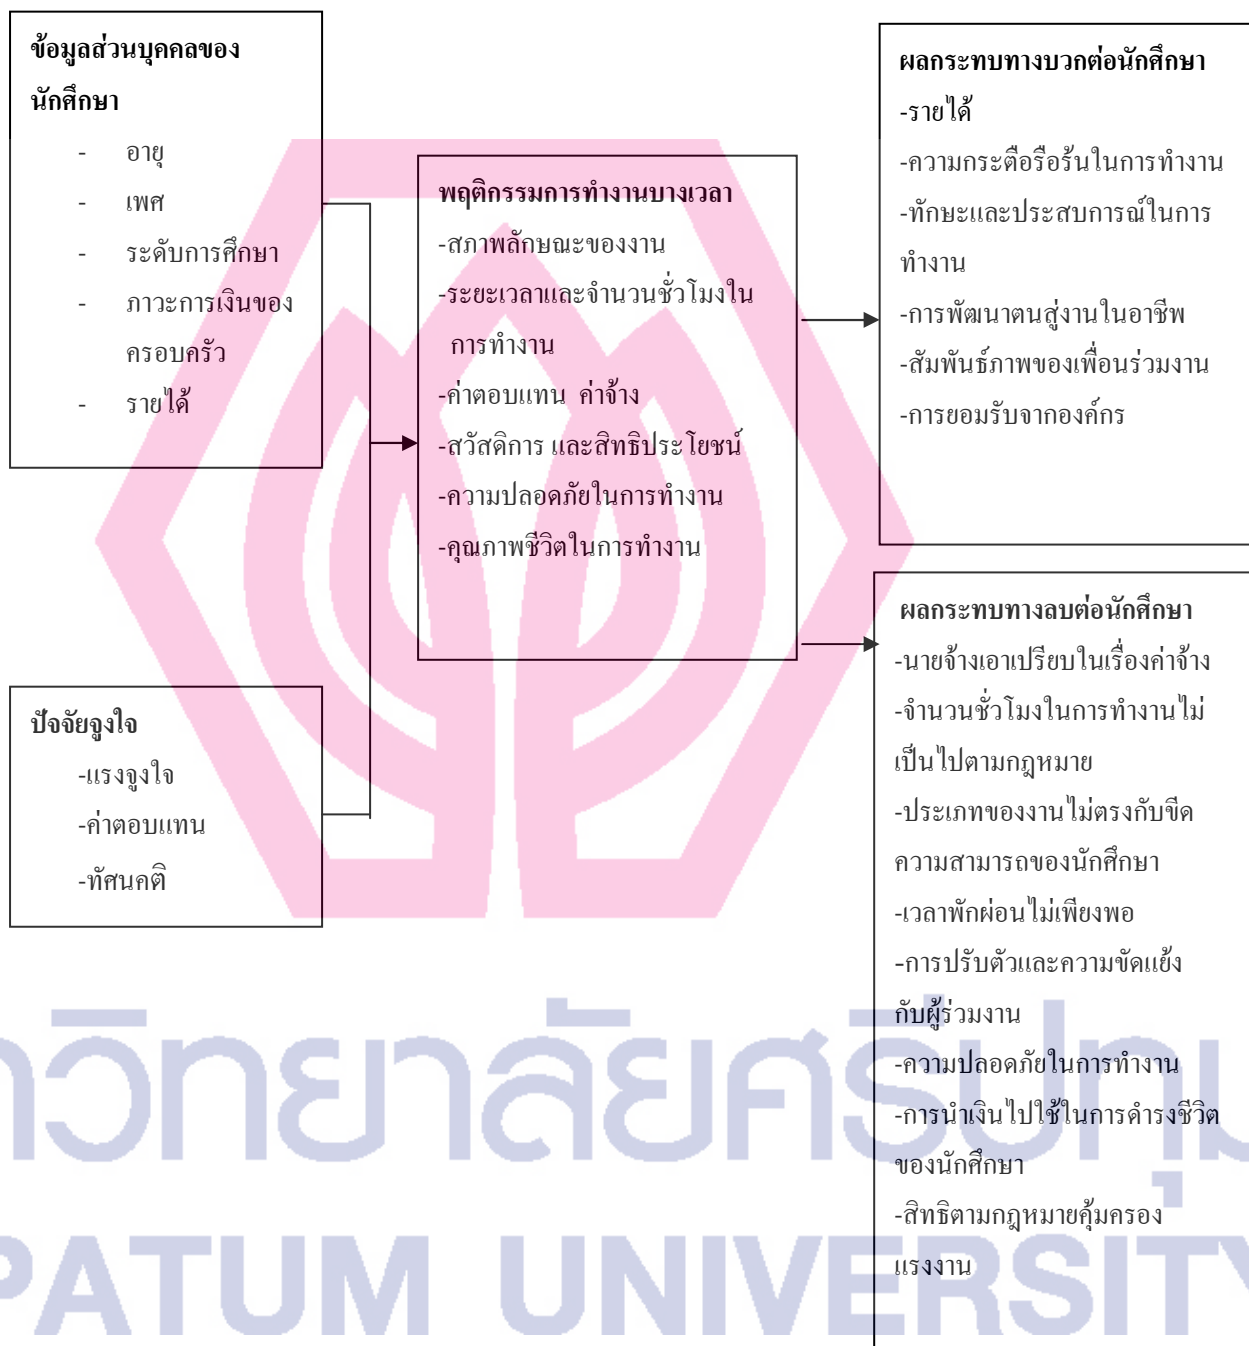 ข้อมูลส่วนบุคคลของ
นักศึกษา
- อายุ
- เพศ
- ระดับการศึกษา
- ภาวะการเงินของ
ครอบครัว
- รายได้
ปัจจัยจูงใจ
-แรงจูงใจ
-ค่าตอบแทน
-ทัศนคติ
พฤติกรรมการทำงานบางเวลา
-สภาพลักษณะของงาน
-ระยะเวลาและจำนวนชั่วโมงใน
การทำงาน
-ค่าตอบแทน ค่าจ้าง
-สวัสดิการ และสิทธิประโยชน์
-ความปลอดภัยในการทำงาน
-คุณภาพชีวิตในการทำงาน
ผลกระทบทางบวกต่อนักศึกษา
-รายได้
-ความกระตือรือร้นในการทำงาน
-ทักษะและประสบการณ์ในการ
ทำงาน
-การพัฒนาตนสู่งานในอาชีพ
-สัมพันธ์ภาพของเพื่อนร่วมงาน
-การยอมรับจากองค์กร
ผลกระทบทางลบต่อนักศึกษา
-นายจ้างเอาเปรียบในเรื่องค่าจ้าง
-จำนวนชั่วโมงในการทำงานไม่
เป็นไปตามกฎหมาย
-ประเภทของงานไม่ตรงกับขีด
ความสามารถของนักศึกษา
-เวลาพักผ่อนไม่เพียงพอ
-การปรับตัวและความขัดแย้ง
กับผู้ร่วมงาน
-ความปลอดภัยในการทำงาน
-การนำเงินไปใช้ในการดำรงชีวิต
ของนักศึกษา
-สิทธิตามกฎหมายคุ้มครอง
แรงงาน
าวิทยาลัยศรีปทุม
PATUM UNIVERSITY